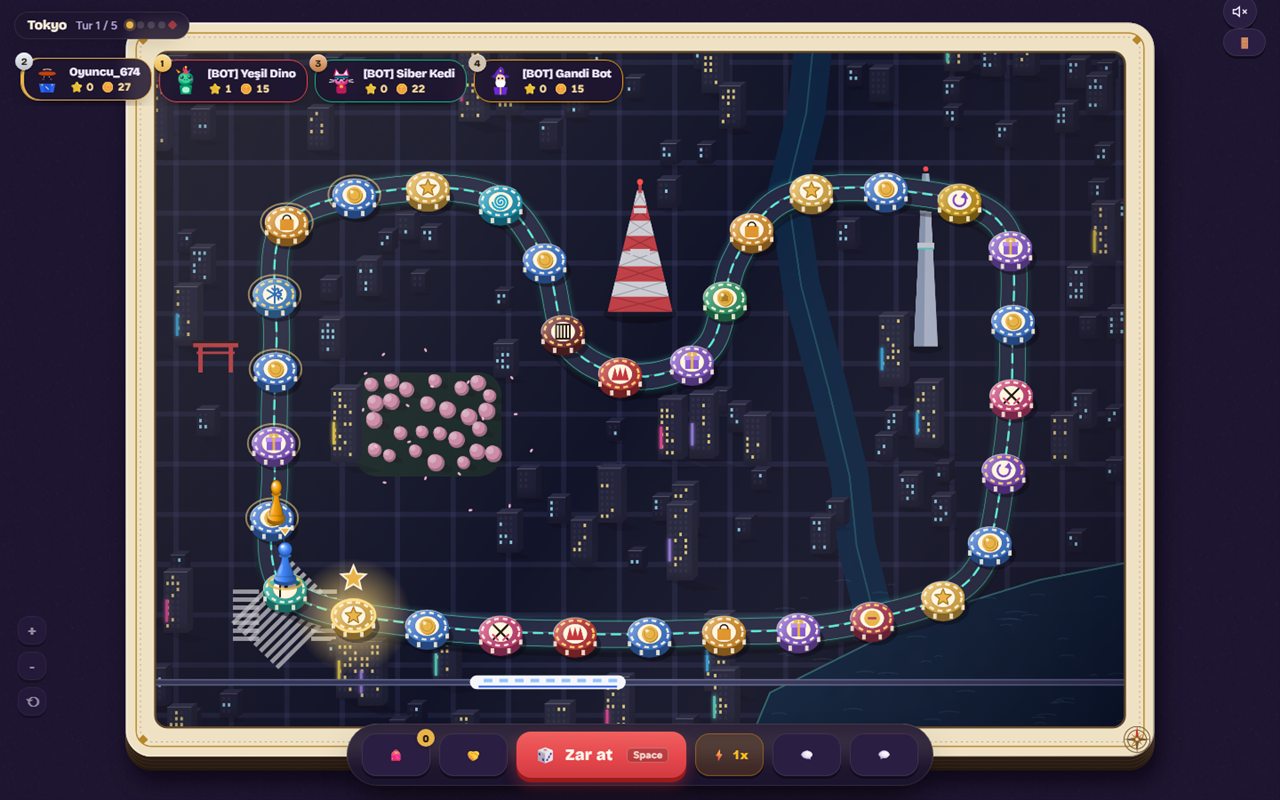 Tokyo Tur 1 / 5
2 Oyuncu_674
0 27
1 [BOT] Yeşil Dino
1 15
3 [BOT] Siber Kedi
0 22
4 [BOT] Gandi Bot
0 15
+
-
0
Zar at Space
1x